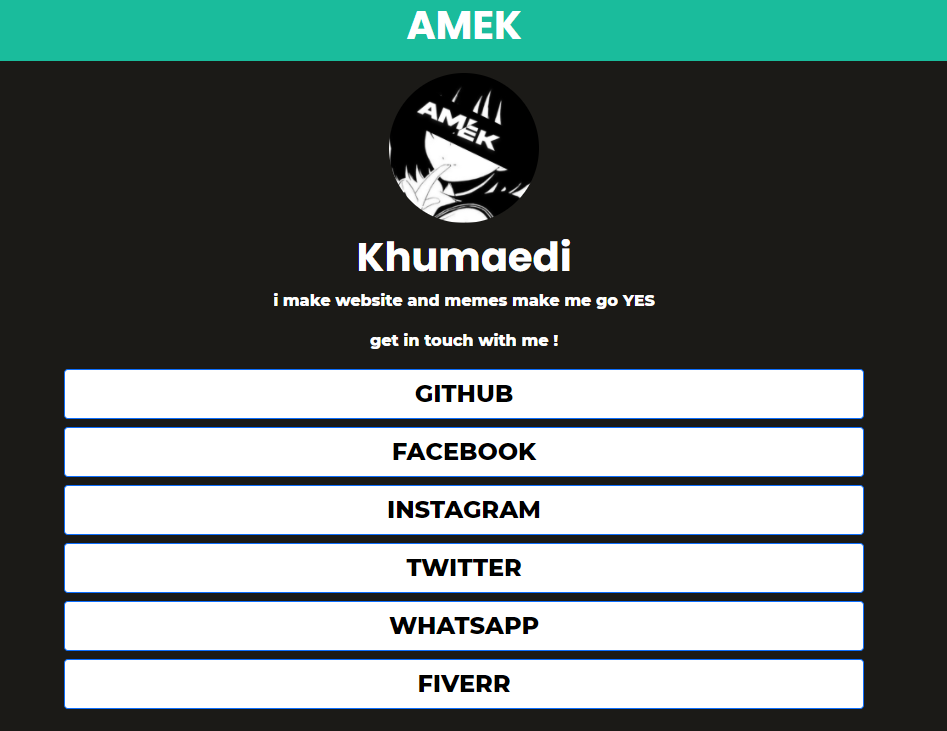 AMEK
AMEK
Khumaedi
i make website and memes make me go YES
get in touch with me !
GITHUB
FACEBOOK
INSTAGRAM
TWITTER
WHATSAPP
FIVERR